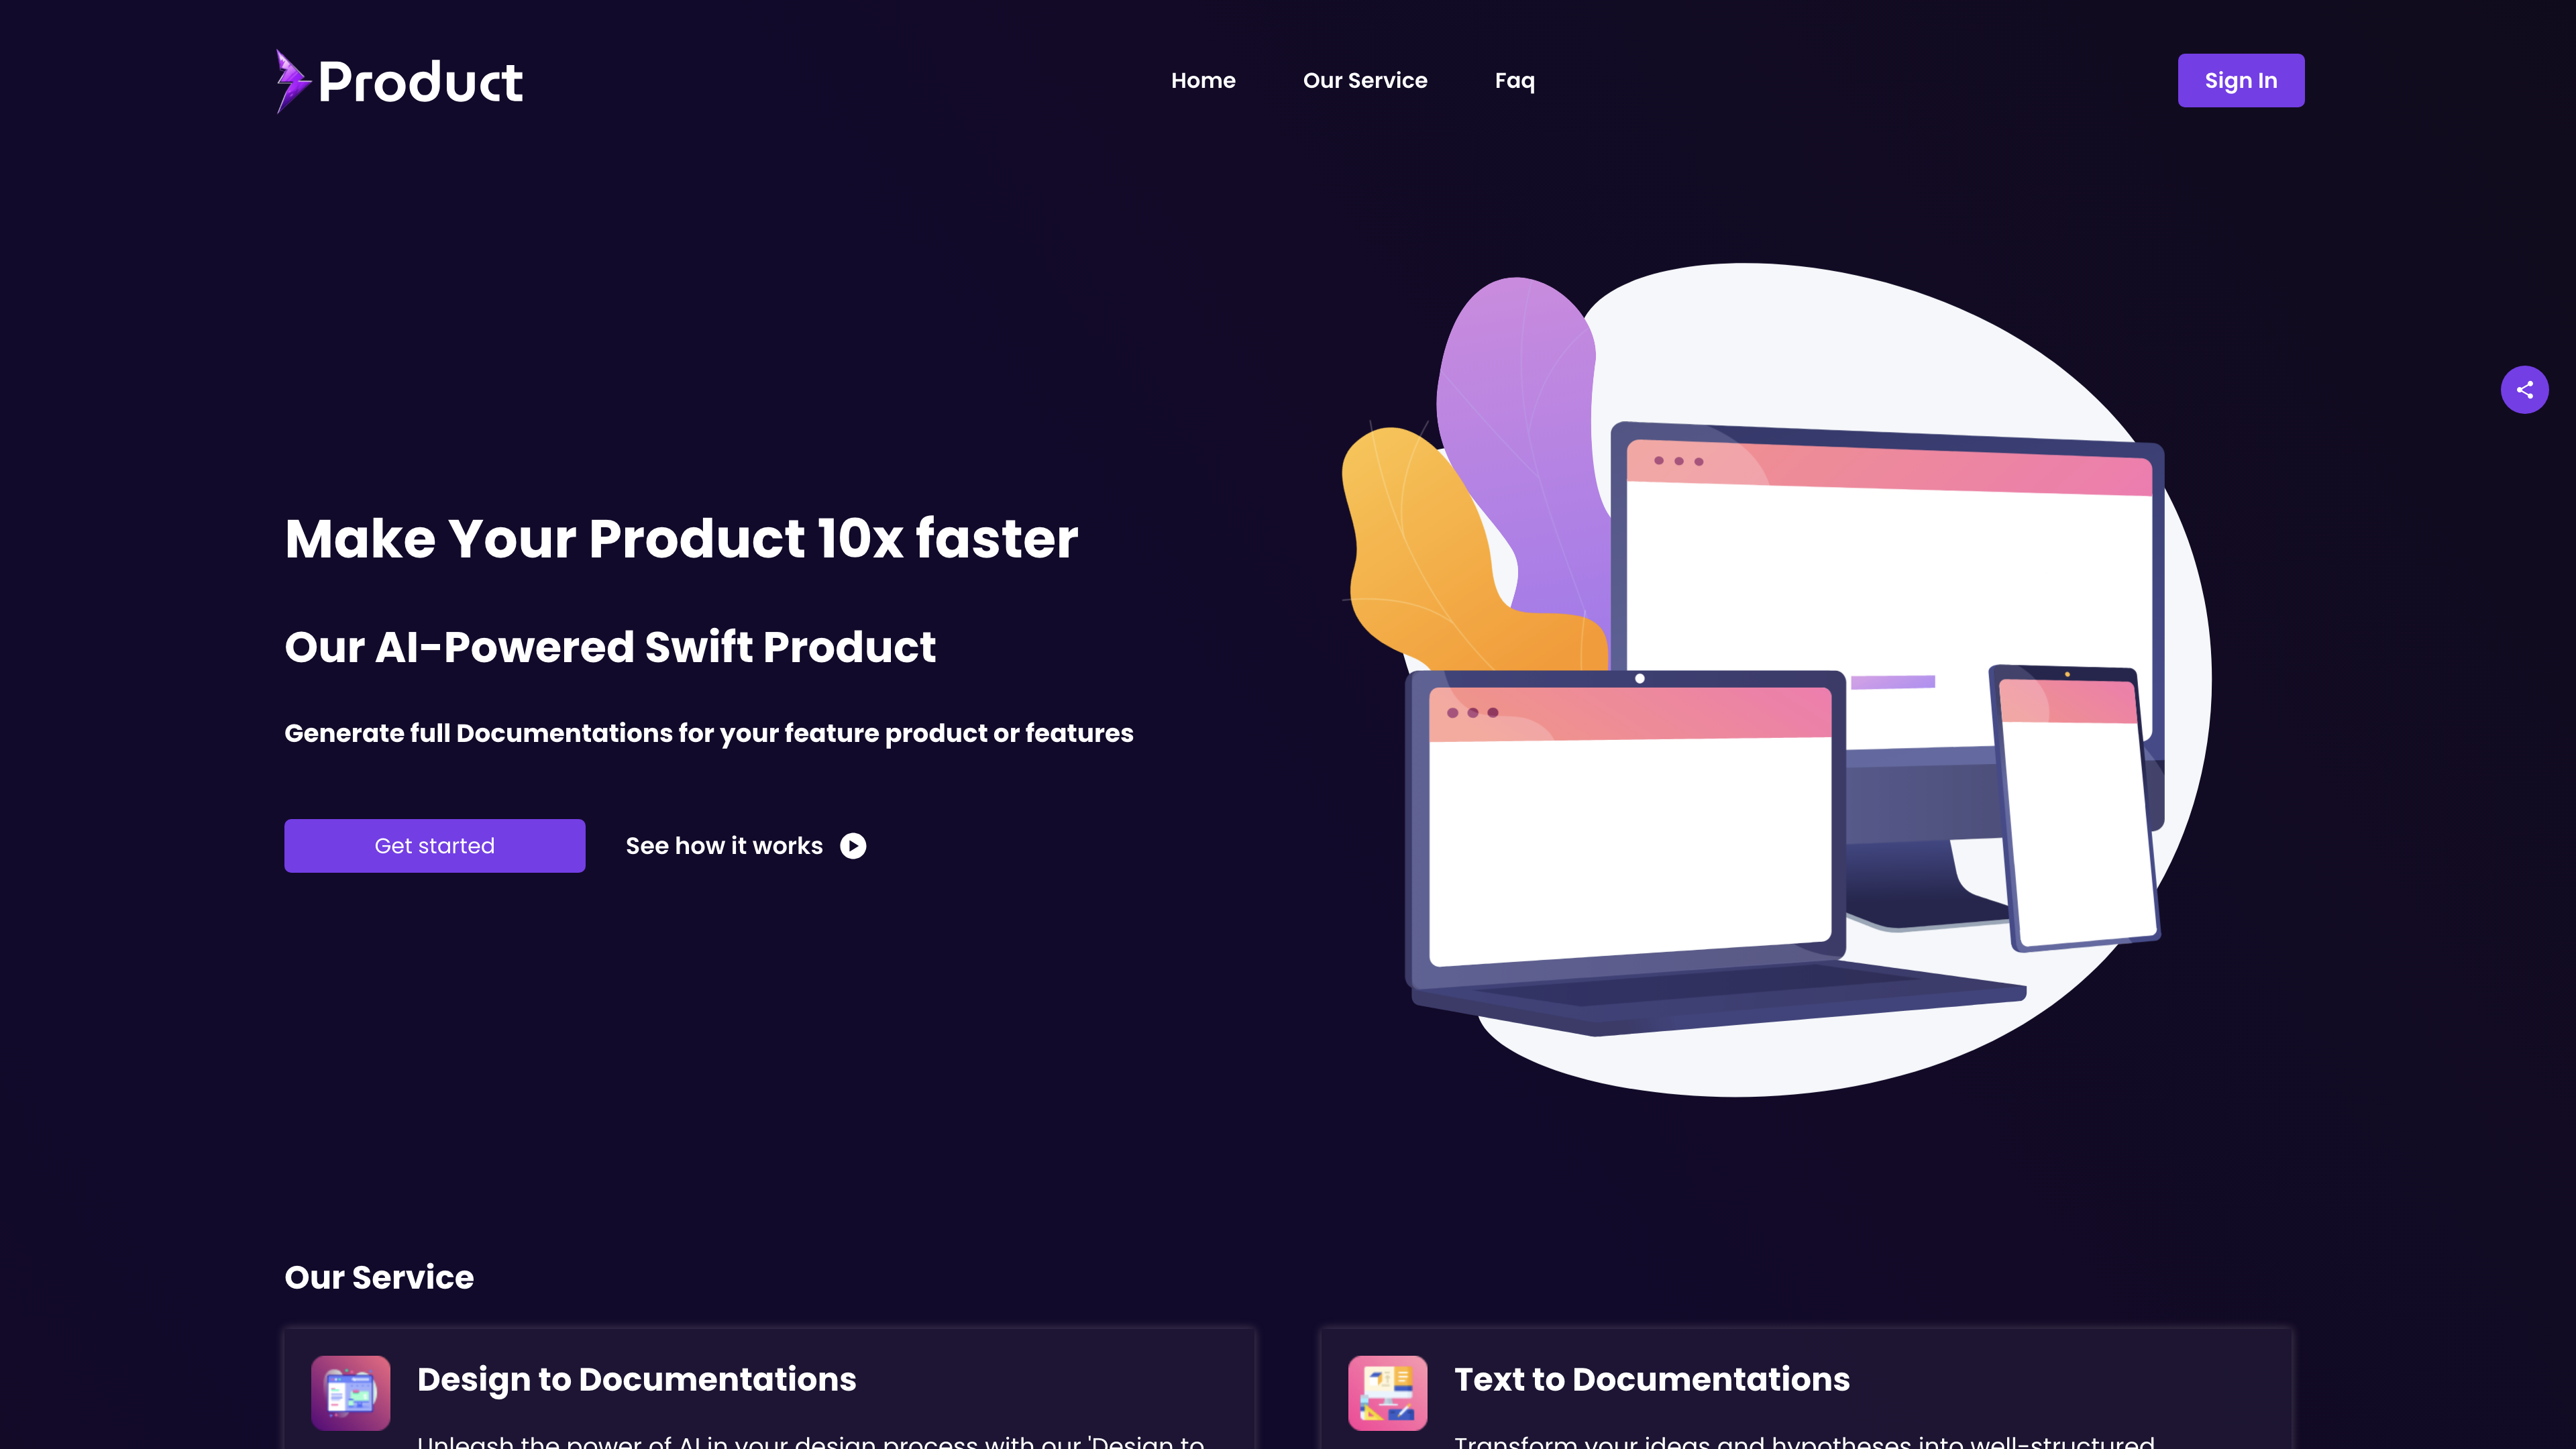 Product
Home
Our Service
Faq
Sign In
Make Your Product 10x faster
Our AI-Powered Swift Product
Generate full Documentations for your feature product or features
Get started
See how it works
Our Service
Design to Documentations
Unleash the power of AI in your design process with our 'Design to
Text to Documentations
Transform your ideas and hypotheses into well-structured